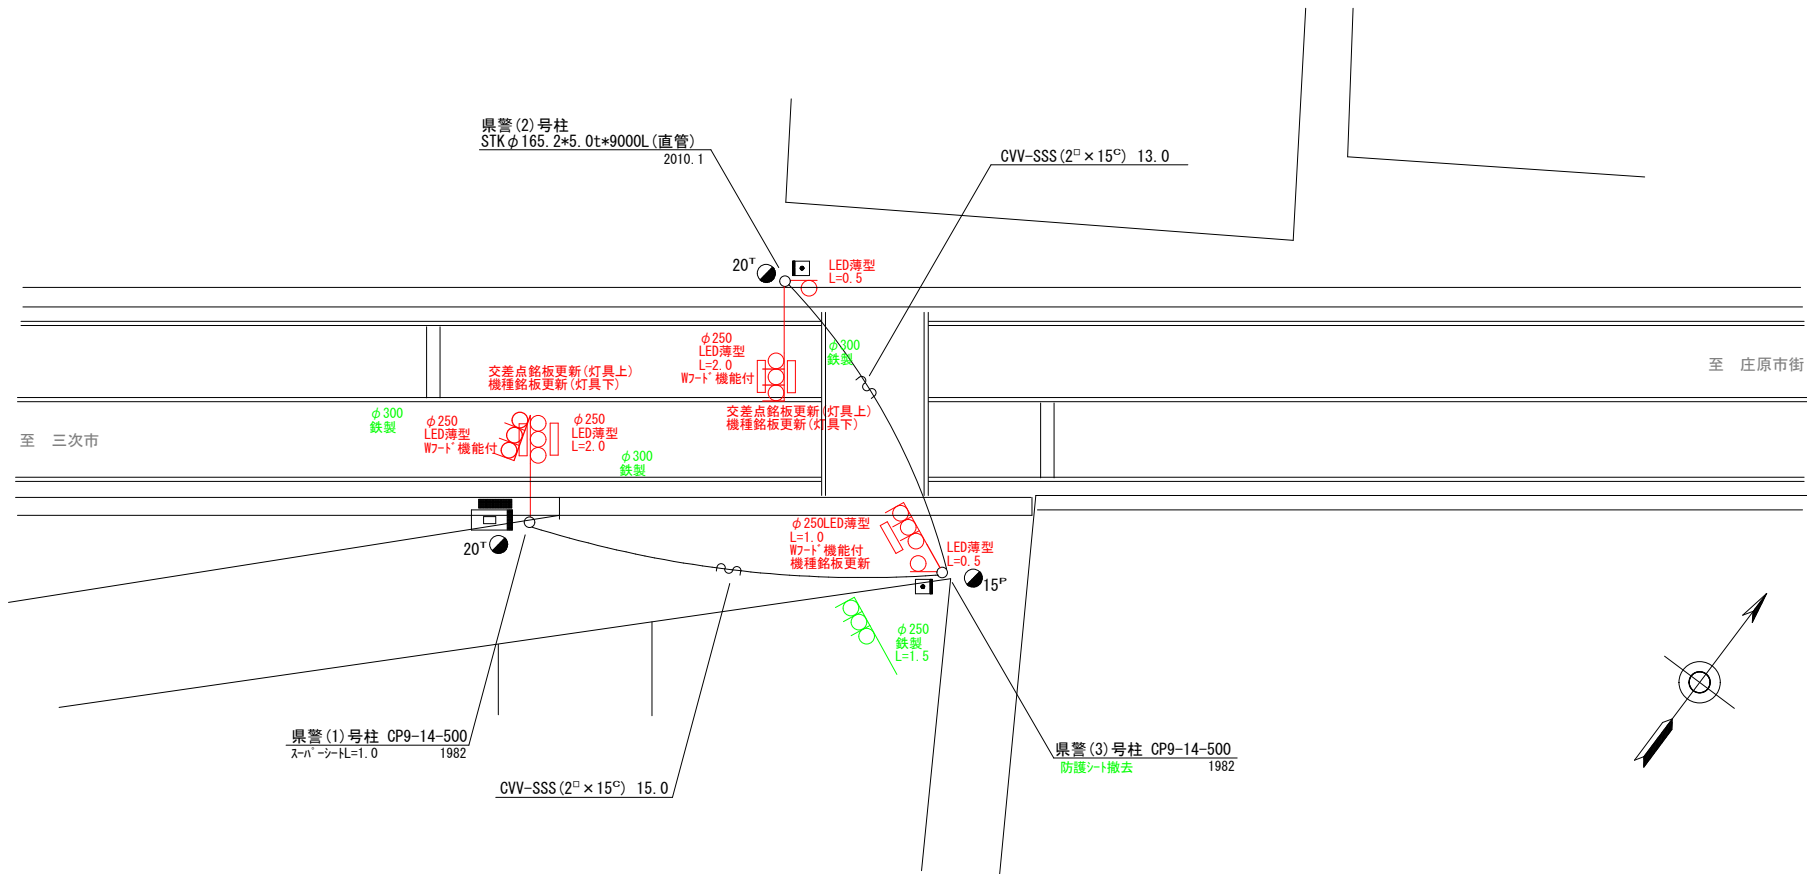 県警(2)号柱
STKφ165.2*5.0t*9000L(直管)
2010.1
CVV-SSS(2□×15C) 13.0
20T
LED薄型
L=0.5
φ250
LED薄型
L=2.0
Wﾌｰﾄﾞ機能付
φ300
鉄製
至 庄原市街
交差点銘板更新(灯具上)
機種銘板更新(灯具下)
交差点銘板更新(灯具上)
機種銘板更新(灯具下)
φ300
鉄製
φ250
LED薄型
Wﾌｰﾄﾞ機能付
φ250
LED薄型
L=2.0
至 三次市
φ300
鉄製
20T
φ250LED薄型
L=1.0
Wﾌｰﾄﾞ機能付
機種銘板更新
LED薄型
L=0.5
15P
φ250
鉄製
L=1.5
県警(1)号柱 CP9-14-500
ｽｰﾊﾟｰｼｰﾄL=1.0 1982
CVV-SSS(2□×15C) 15.0
県警(3)号柱 CP9-14-500
防護ｼｰﾄ撤去 1982